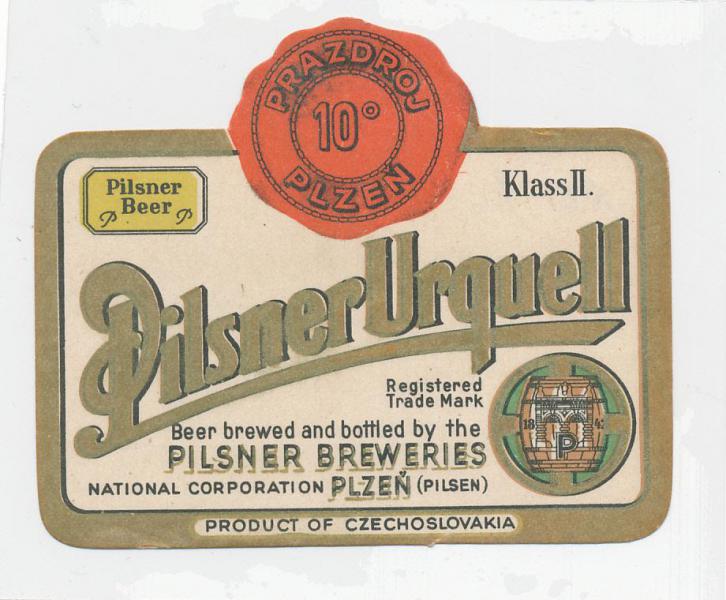 PRAZDROJ
10°
PLZEŇ
Pilsner
Beer
P P
Klass II.
Pilsner Urquell
Registered
Trade Mark
Beer brewed and bottled by the
PILSNER BREWERIES
NATIONAL CORPORATION PLZEŇ (PILSEN)
18 42
P
PRODUCT OF CZECHOSLOVAKIA